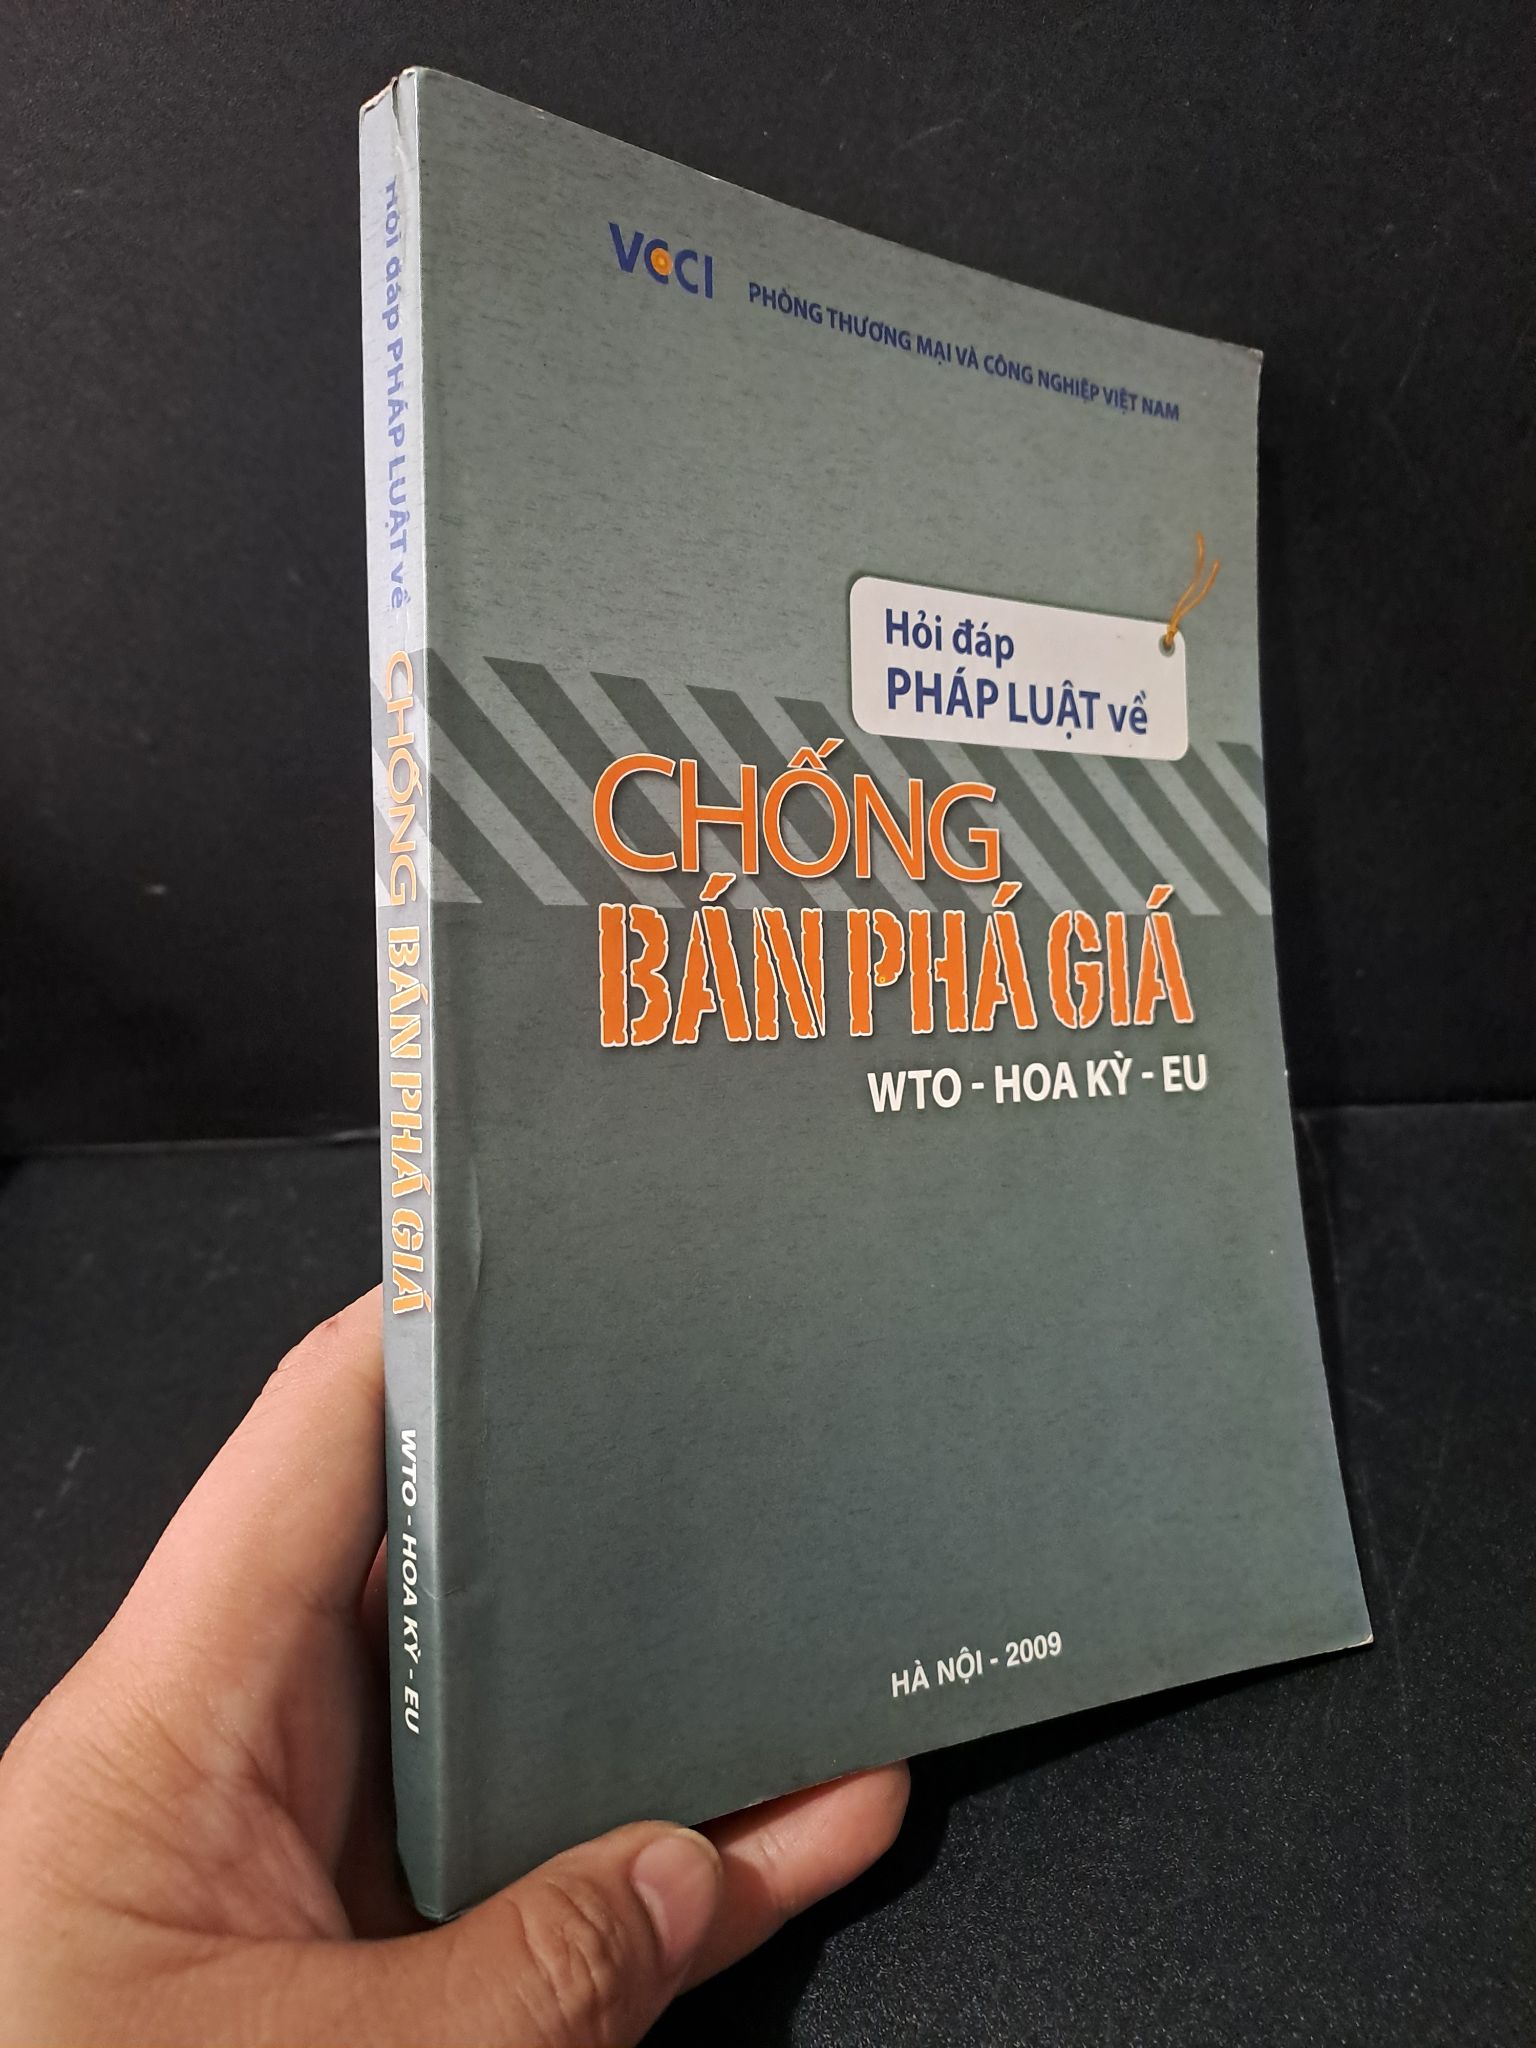 VCCI
PHÒNG THƯƠNG MẠI VÀ CÔNG NGHIỆP VIỆT NAM
Hỏi đáp
PHÁP LUẬT về
CHỐNG
BÁN PHÁ GIÁ
WTO - HOA KỲ - EU
HÀ NỘI - 2009
Hỏi đáp PHÁP LUẬT về CHỐNG BÁN PHÁ GIÁ WTO - HOA KỲ - EU